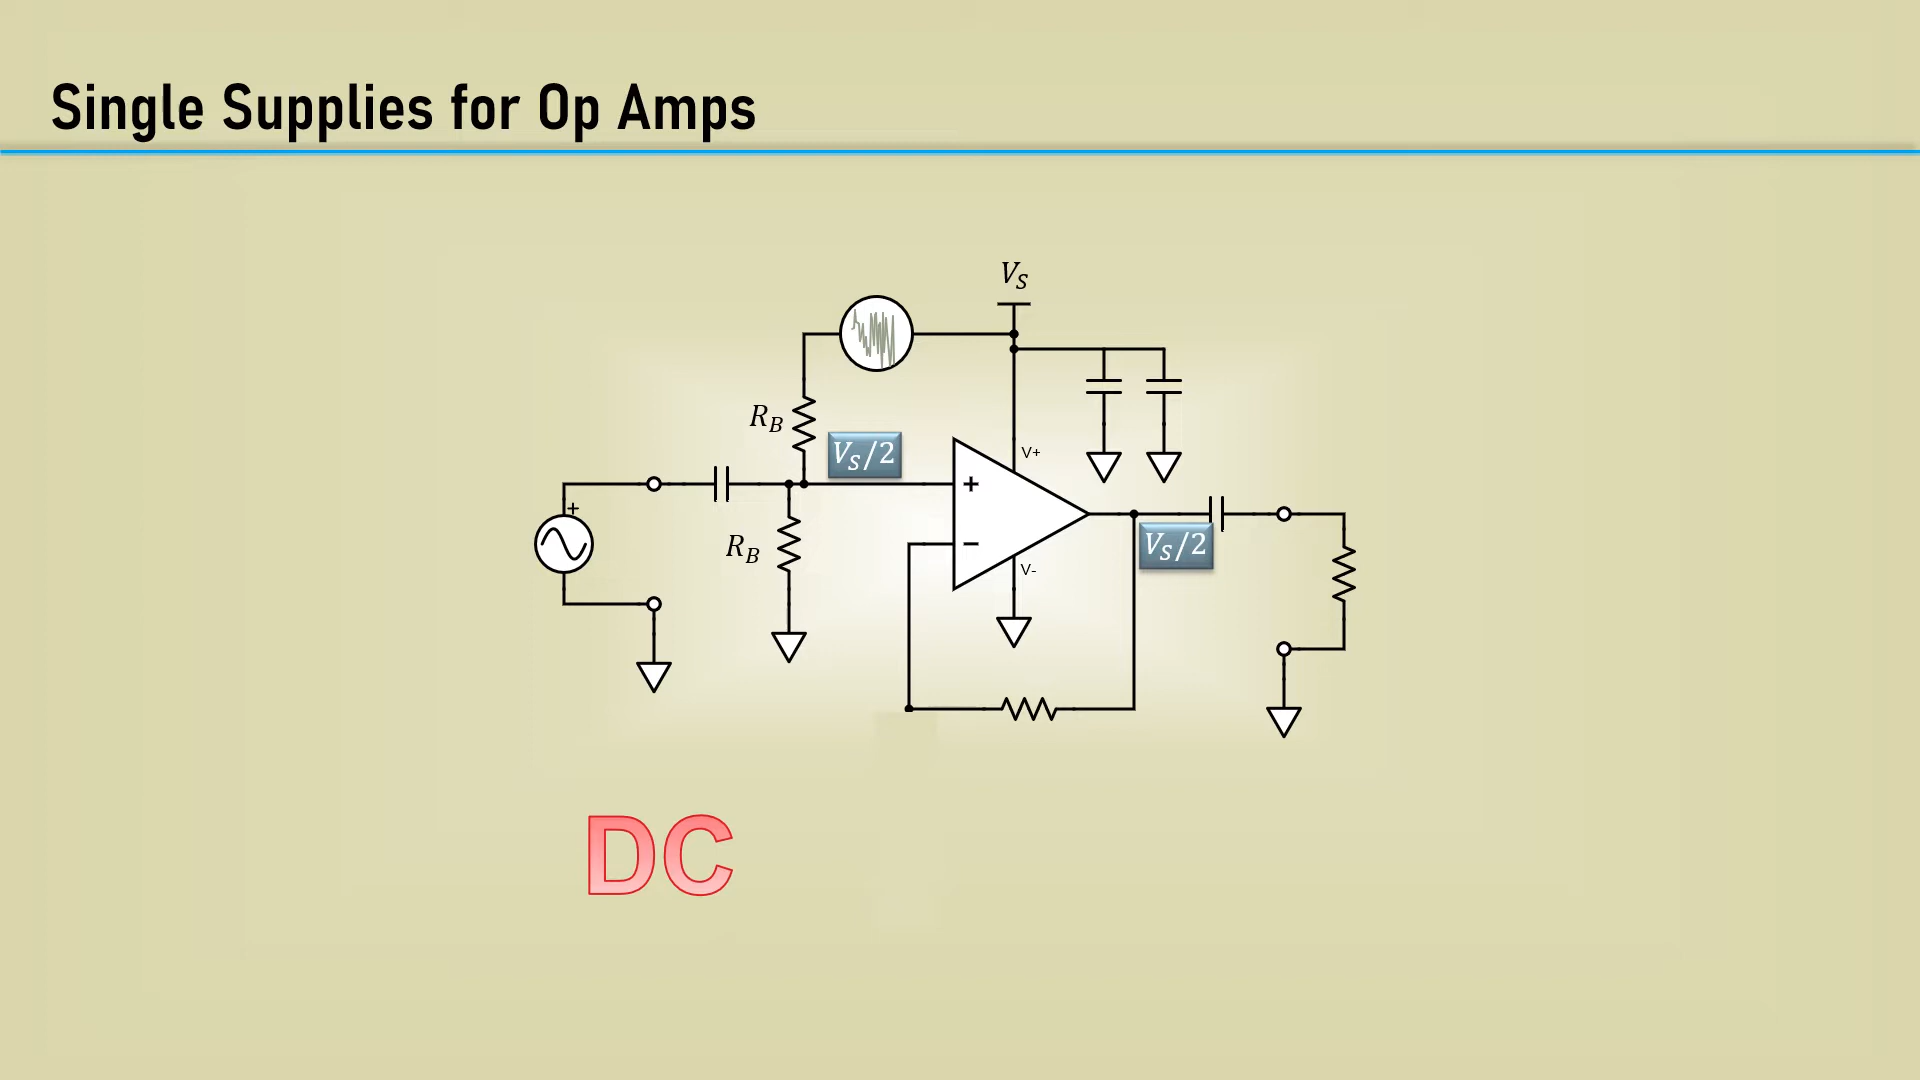 Single Supplies for Op Amps
V_S
R_B
V_S/2
V+
+
+
R_B
−
V_S/2
V-
DC